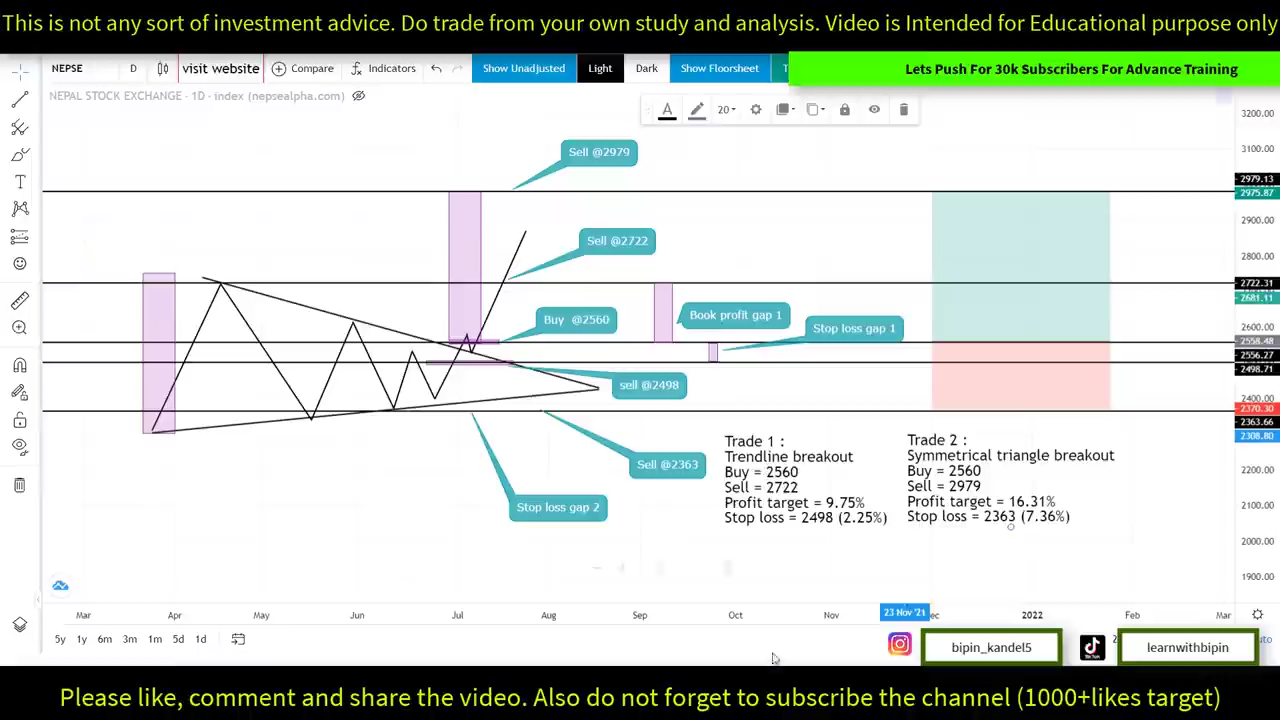 This is not any sort of investment advice. Do trade from your own study and analysis. Video is Intended for Educational purpose only
NEPSE D visit website Compare Indicators Show Unadjusted Light Dark Show Floorsheet
Lets Push For 30k Subscribers For Advance Training
NEPAL STOCK EXCHANGE · 1D · index (nepsealpha.com)
A 20
3200.00
3100.00
Sell @2979
2979.13
2975.87
2900.00
Sell @2722
2800.00
2722.31
2681.11
Buy @2560
Book profit gap 1
Stop loss gap 1
2600.00
2558.48
2556.27
2498.71
sell @2498
2400.00
2370.30
2363.66
2308.80
Sell @2363
Stop loss gap 2
Trade 1 :
Trendline breakout
Buy = 2560
Sell = 2722
Profit target = 9.75%
Stop loss = 2498 (2.25%)
Trade 2 :
Symmetrical triangle breakout
Buy = 2560
Sell = 2979
Profit target = 16.31%
Stop loss = 2363 (7.36%)
2200.00
2100.00
2000.00
1900.00
Mar Apr May Jun Jul Aug Sep Oct Nov 23 Nov '21 2022 Feb Mar
5y 1y 6m 3m 1m 5d 1d
bipin_kandel5
learnwithbipin
Please like, comment and share the video. Also do not forget to subscribe the channel (1000+likes target)